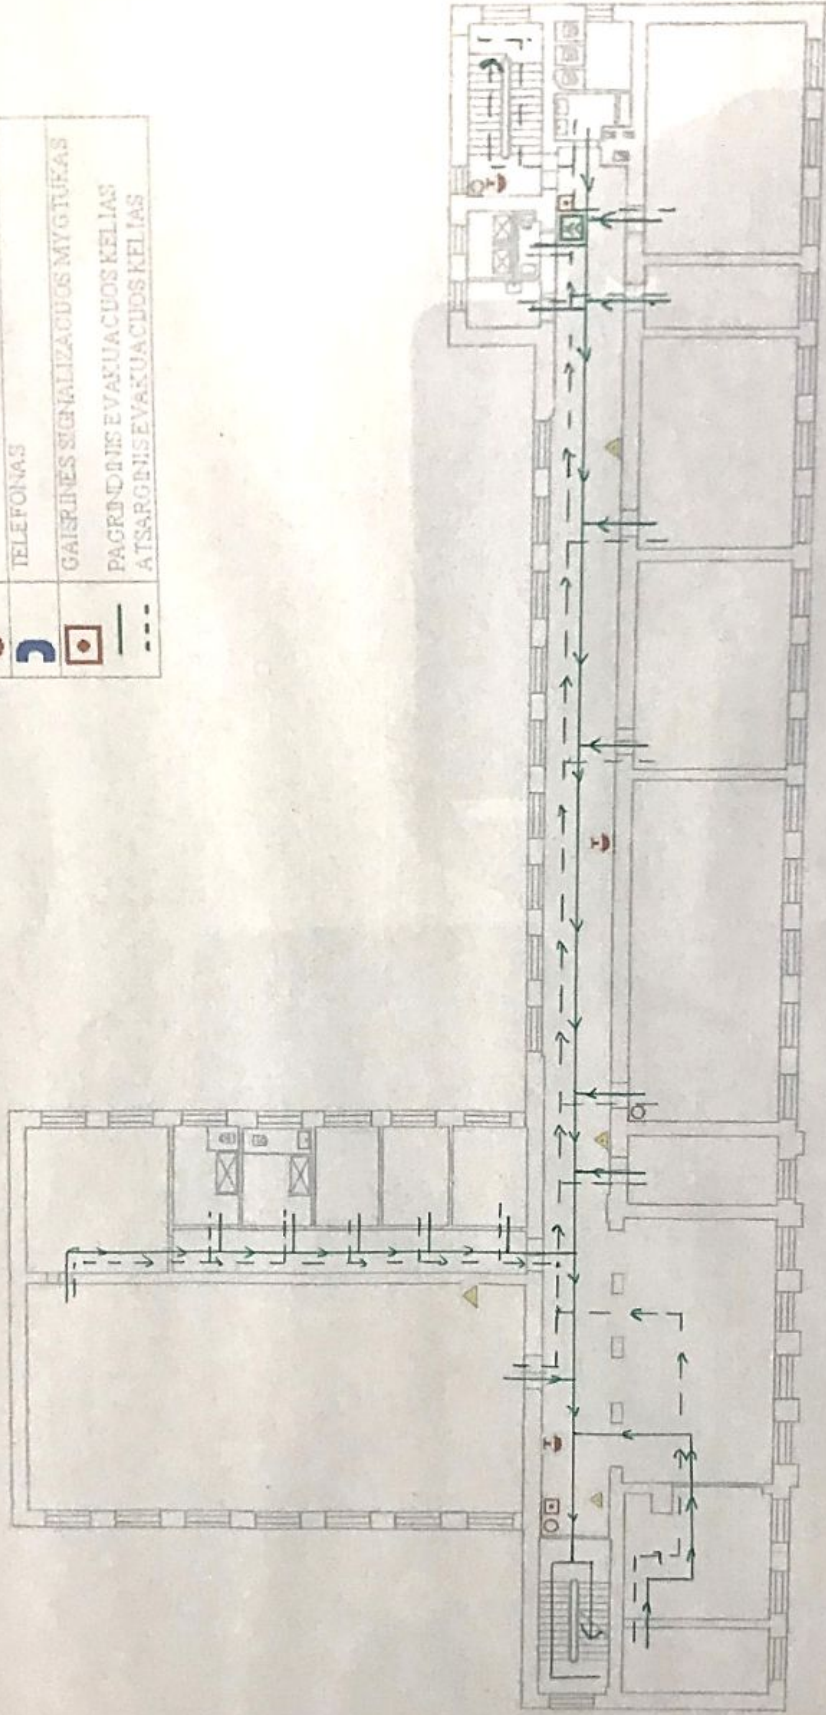 TELEFONAS
GAISRINĖS SIGNALIZACIJOS MYGTUKAS
PAGRINDINIS EVAKUACIJOS KELIAS
ATSARGINIS EVAKUACIJOS KELIAS